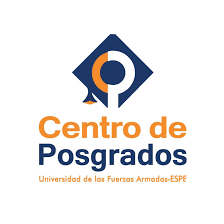 Centro de
Posgrados
Universidad de las Fuerzas Armadas-ESPE